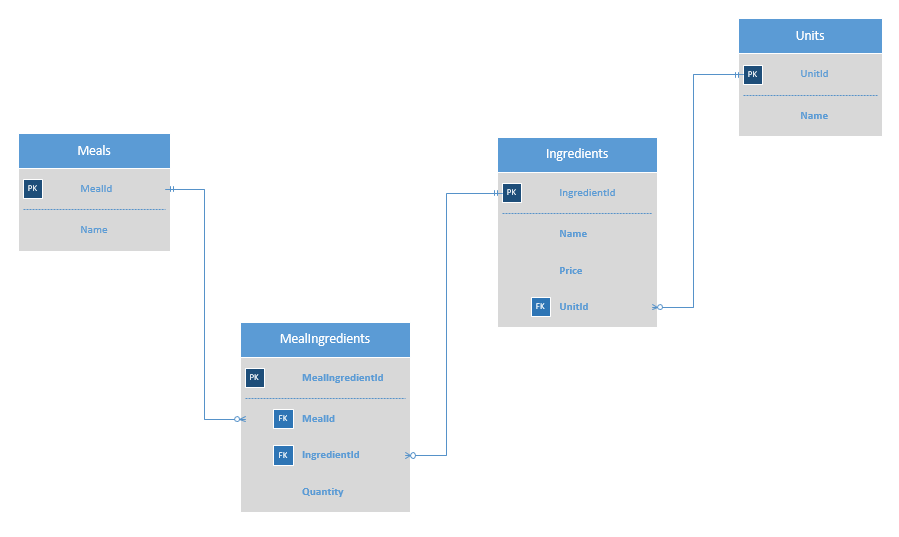 Units
PK UnitId
Name
Meals
PK MealId
Name
Ingredients
PK IngredientId
Name
Price
FK UnitId
MealIngredients
PK MealIngredientId
FK MealId
FK IngredientId
Quantity